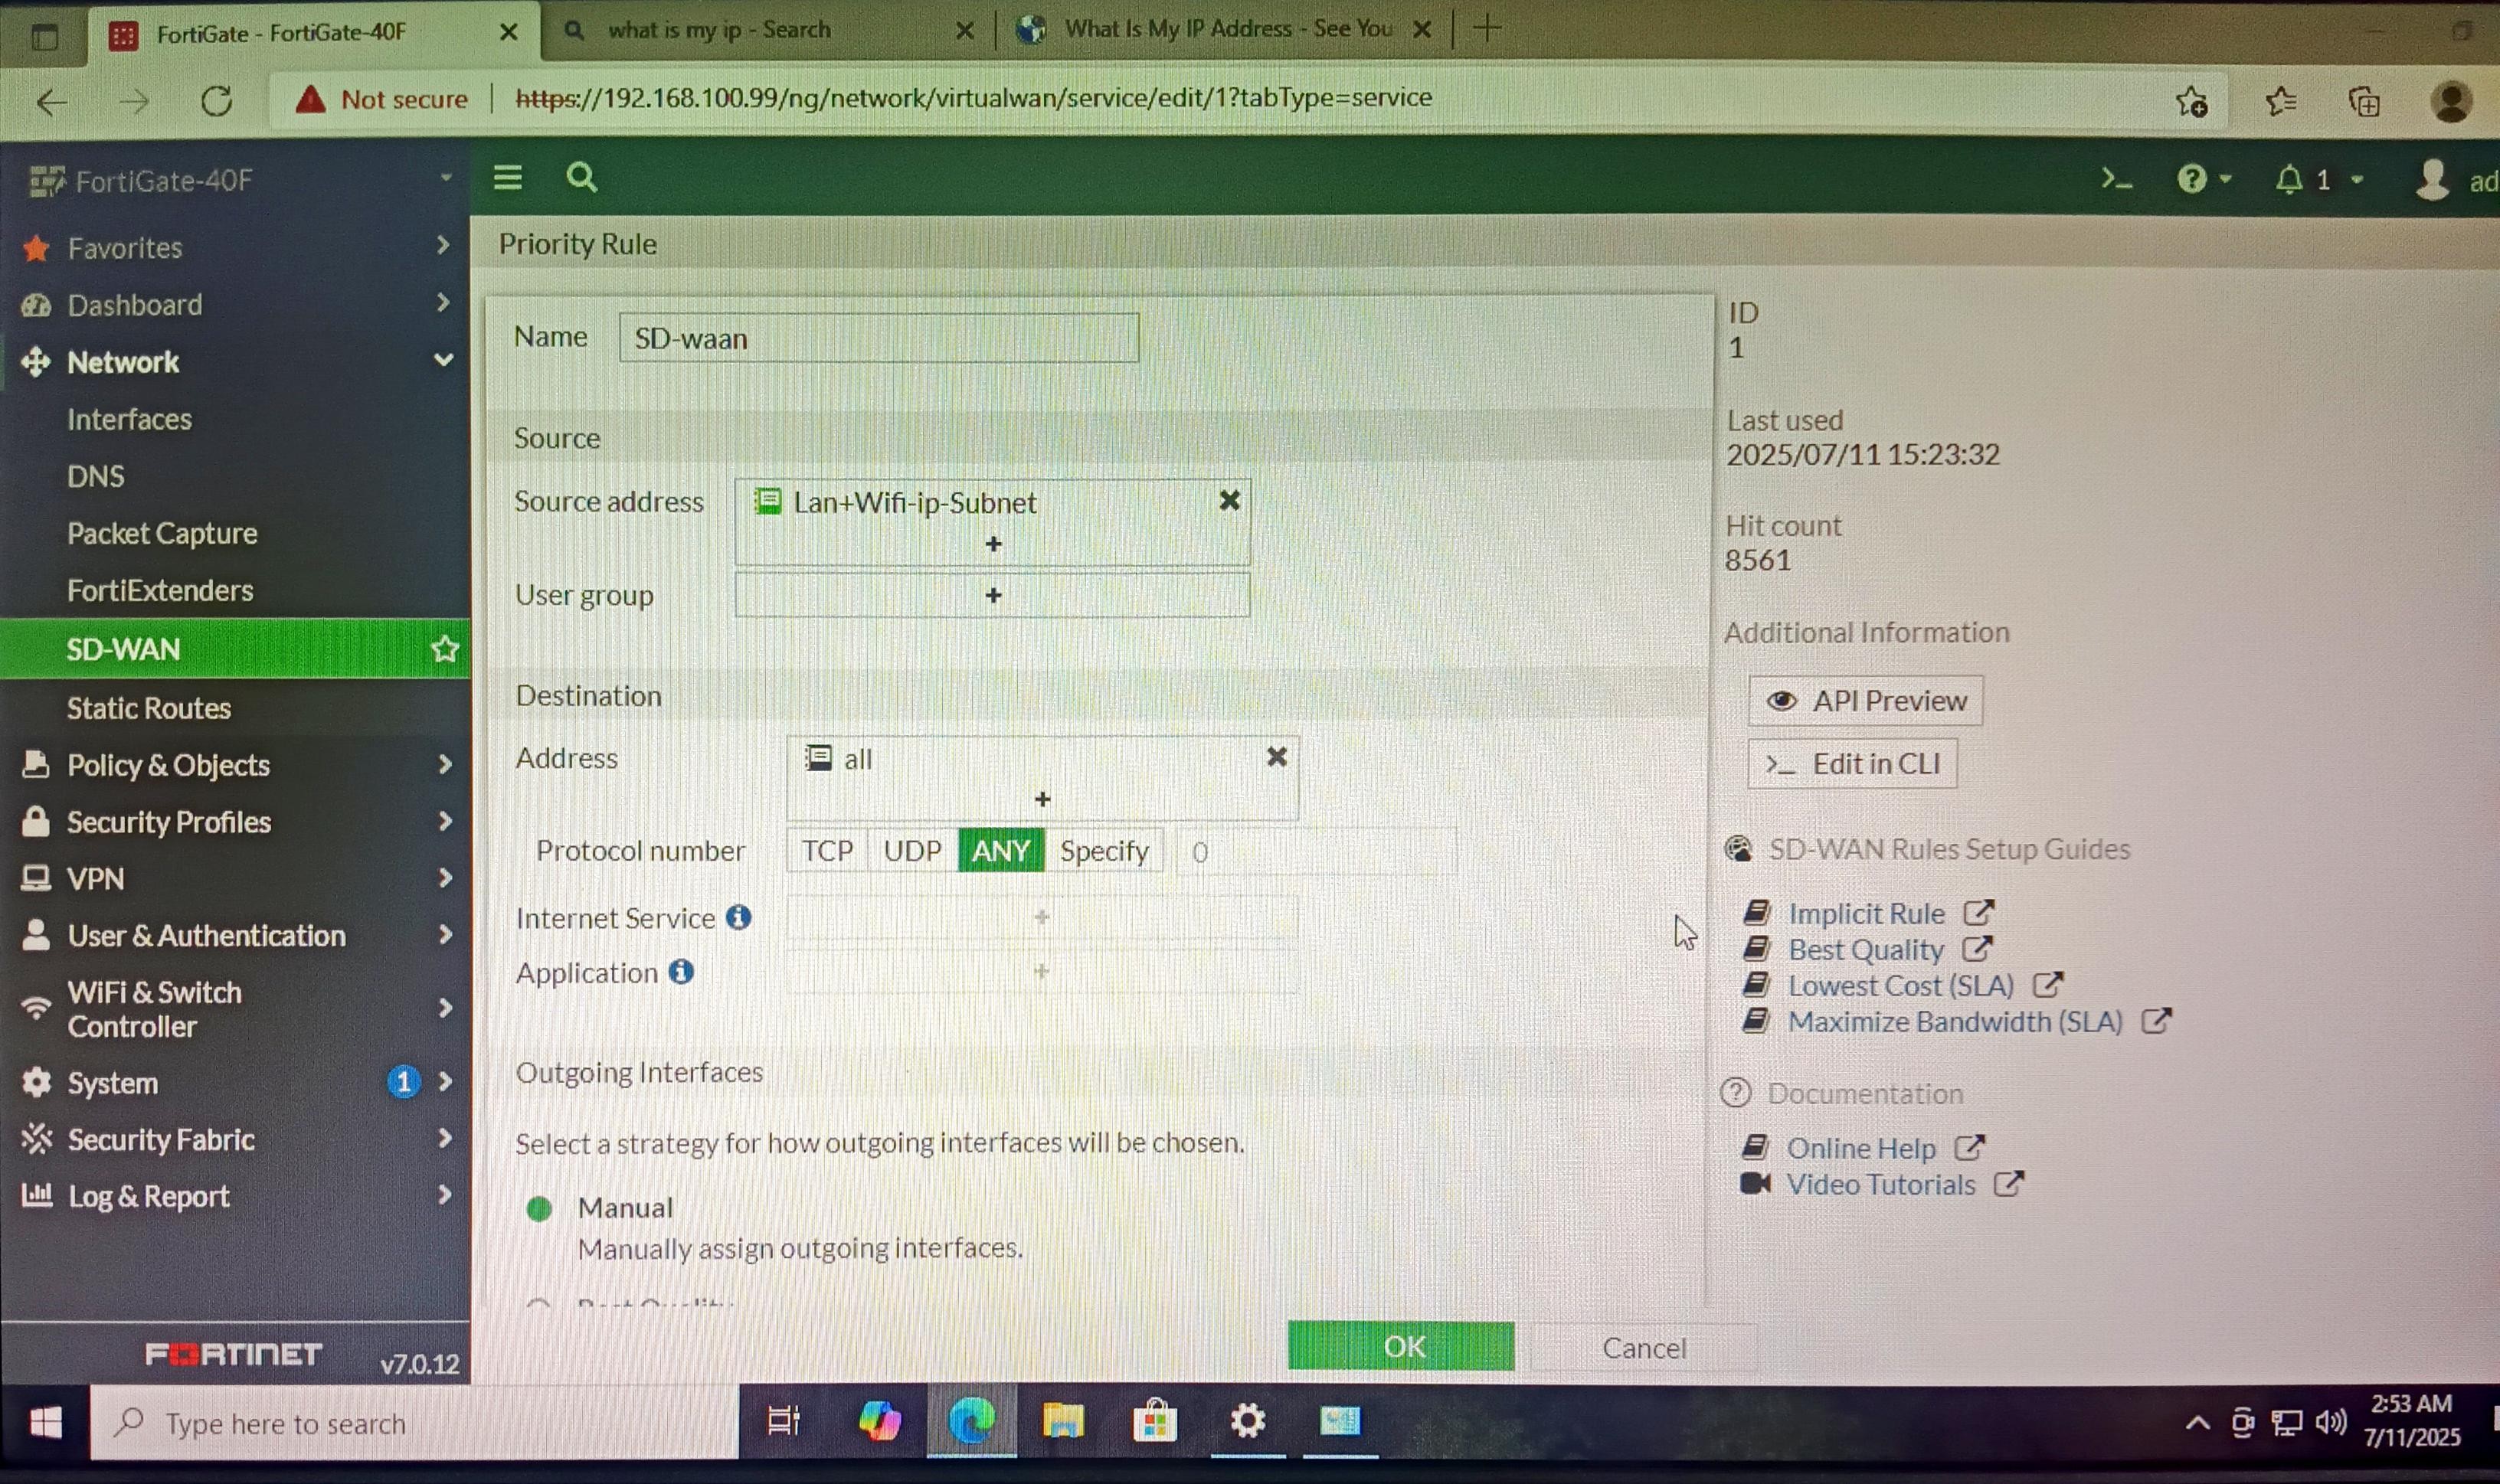 FortiGate - FortiGate-40F
what is my ip - Search
What Is My IP Address - See You
Not secure
https://192.168.100.99/ng/network/virtualwan/service/edit/1?tabType=service
FortiGate-40F
1
ad
Favorites
Dashboard
Network
Interfaces
DNS
Packet Capture
FortiExtenders
SD-WAN
Static Routes
Policy & Objects
Security Profiles
VPN
User & Authentication
WiFi & Switch
Controller
System
1
Security Fabric
Log & Report
FORTINET
v7.0.12
Priority Rule
Name
SD-waan
Source
Source address
Lan+Wifi-ip-Subnet
User group
Destination
Address
all
Protocol number
TCP
UDP
ANY
Specify
0
Internet Service
Application
Outgoing Interfaces
Select a strategy for how outgoing interfaces will be chosen.
Manual
Manually assign outgoing interfaces.
OK
Cancel
ID
1
Last used
2025/07/11 15:23:32
Hit count
8561
Additional Information
API Preview
>_ Edit in CLI
SD-WAN Rules Setup Guides
Implicit Rule
Best Quality
Lowest Cost (SLA)
Maximize Bandwidth (SLA)
Documentation
Online Help
Video Tutorials
Type here to search
2:53 AM
7/11/2025